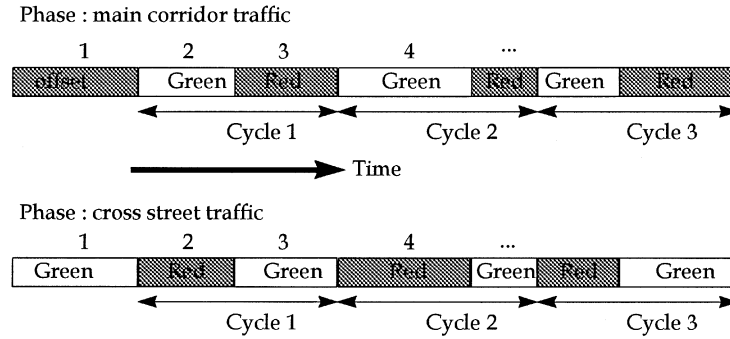 Phase : main corridor traffic
1 2 3 4 ...
offset Green Red Green Red Green Red
Cycle 1 Cycle 2 Cycle 3
Time
Phase : cross street traffic
1 2 3 4 ...
Green Red Green Red Green Red Green
Cycle 1 Cycle 2 Cycle 3